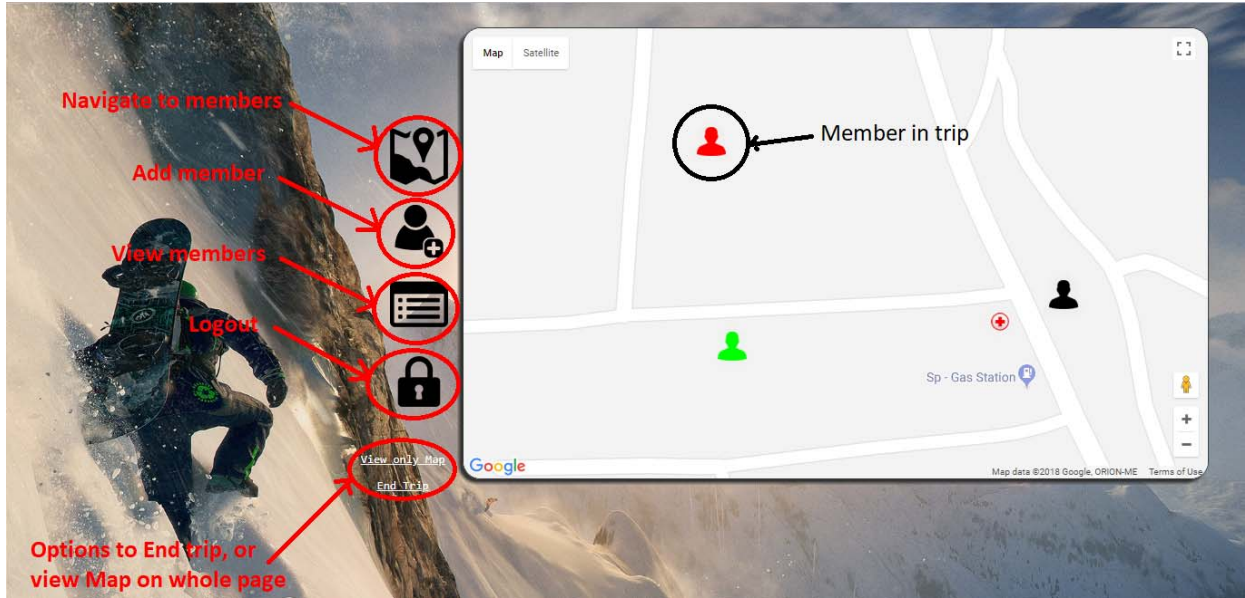 Navigate to members
Add member
View members
Logout
View only Map
End Trip
Options to End trip, or
view Map on whole page
Map Satellite
Member in trip
Sp - Gas Station
Google
Map data ©2018 Google, ORION-ME Terms of Use